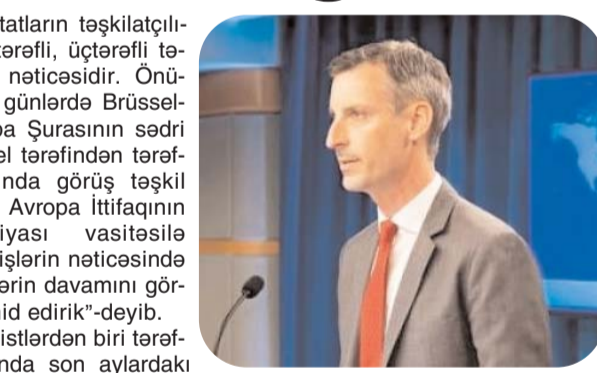 tatların təşkilatçılı-
tərəfli, üçtərəfli tə-
nəticəsidir. Önü-
günlərdə Brüssel-
pa Şurasının sədri
el tərəfindən tərəf-
nda görüş təşkil
Avropa İttifaqının
iyası vasitəsilə
işlərin nəticəsində
ərin davamını gör-
id edirik”-deyib.
istlərdən biri tərəf-
nda son aylardakı